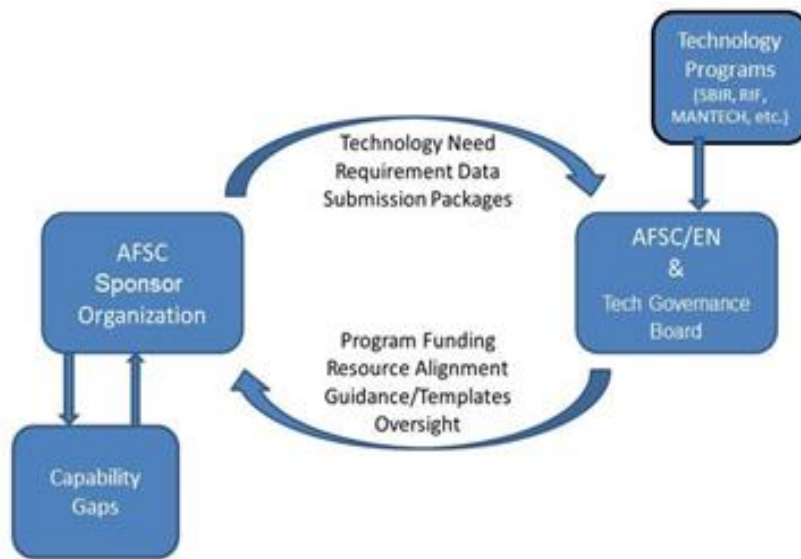 Technology
Programs
(SBIR, RIF,
MANTECH, etc.)
Technology Need
Requirement Data
Submission Packages
AFSC
Sponsor
Organization
AFSC/EN
&
Tech Governance
Board
Program Funding
Resource Alignment
Guidance/Templates
Oversight
Capability
Gaps